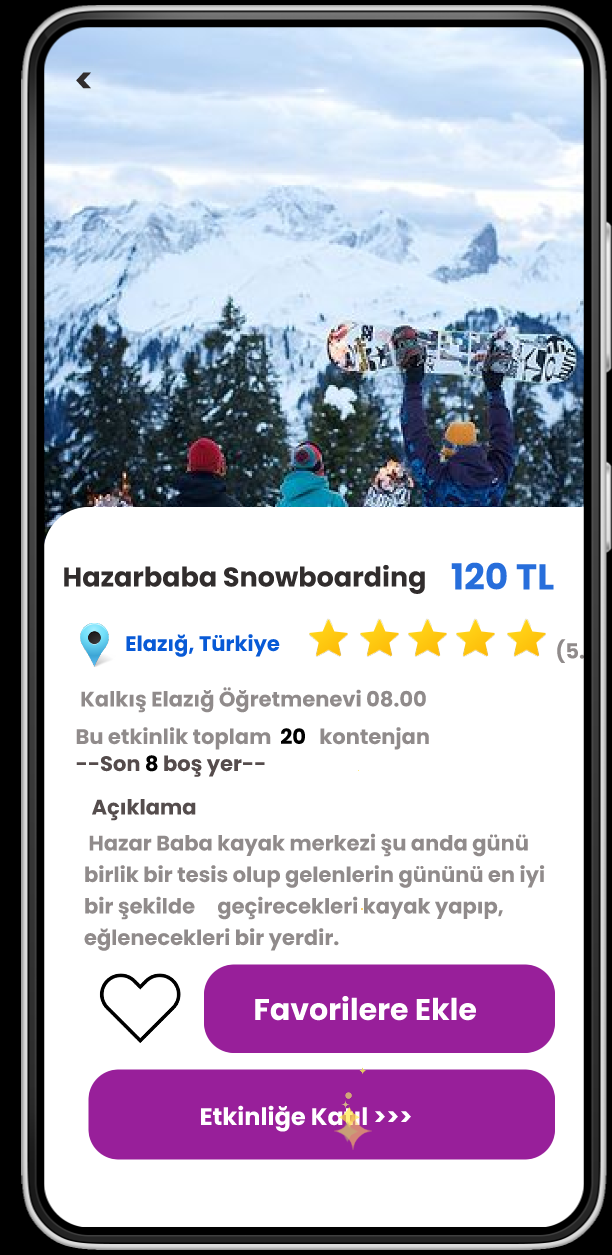 Hazarbaba Snowboarding 120 TL
Elazığ, Türkiye (5.
Kalkış Elazığ Öğretmenevi 08.00
Bu etkinlik toplam 20 kontenjan
--Son 8 boş yer--
Açıklama
Hazar Baba kayak merkezi şu anda günü
birlik bir tesis olup gelenlerin gününü en iyi
bir şekilde geçirecekleri kayak yapıp,
eğlenecekleri bir yerdir.
Favorilere Ekle
Etkinliğe Katıl >>>